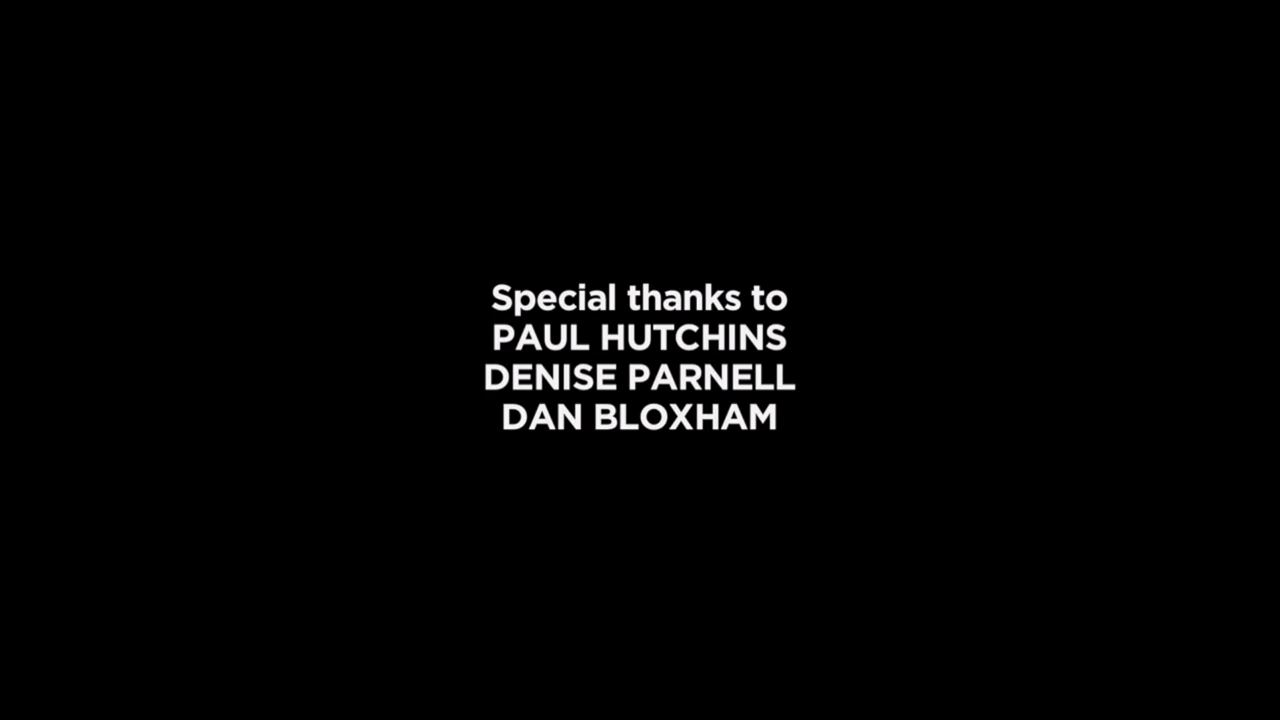 Special thanks to
PAUL HUTCHINS
DENISE PARNELL
DAN BLOXHAM